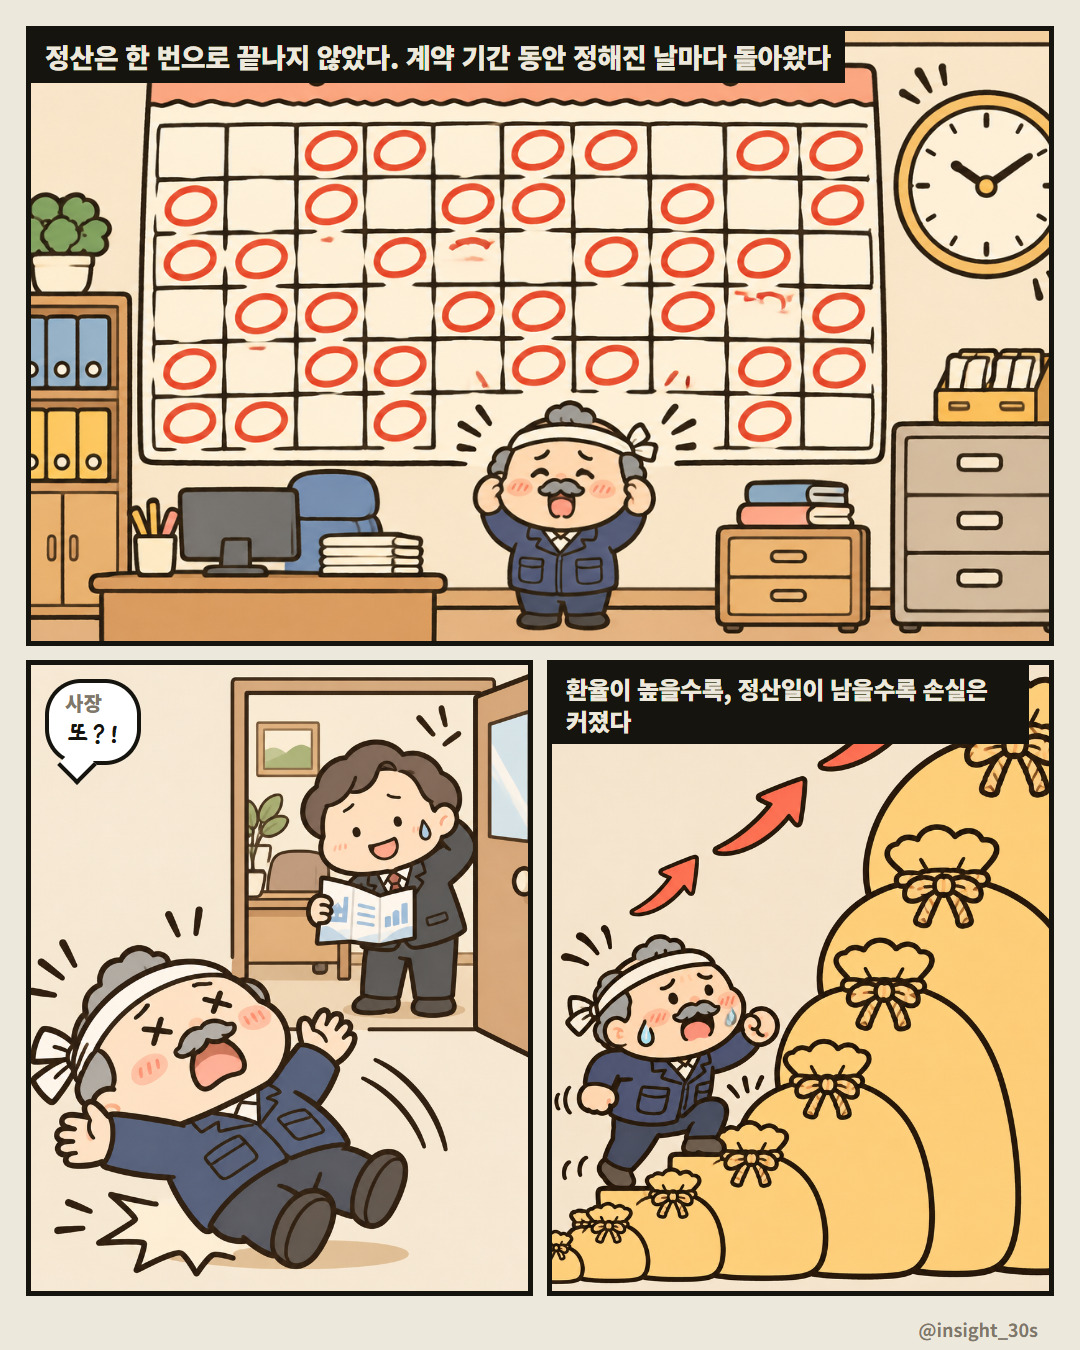 정산은 한 번으로 끝나지 않았다. 계약 기간 동안 정해진 날마다 돌아왔다
사장
또?!
환율이 높을수록, 정산일이 남을수록 손실은
커졌다
@insight_30s